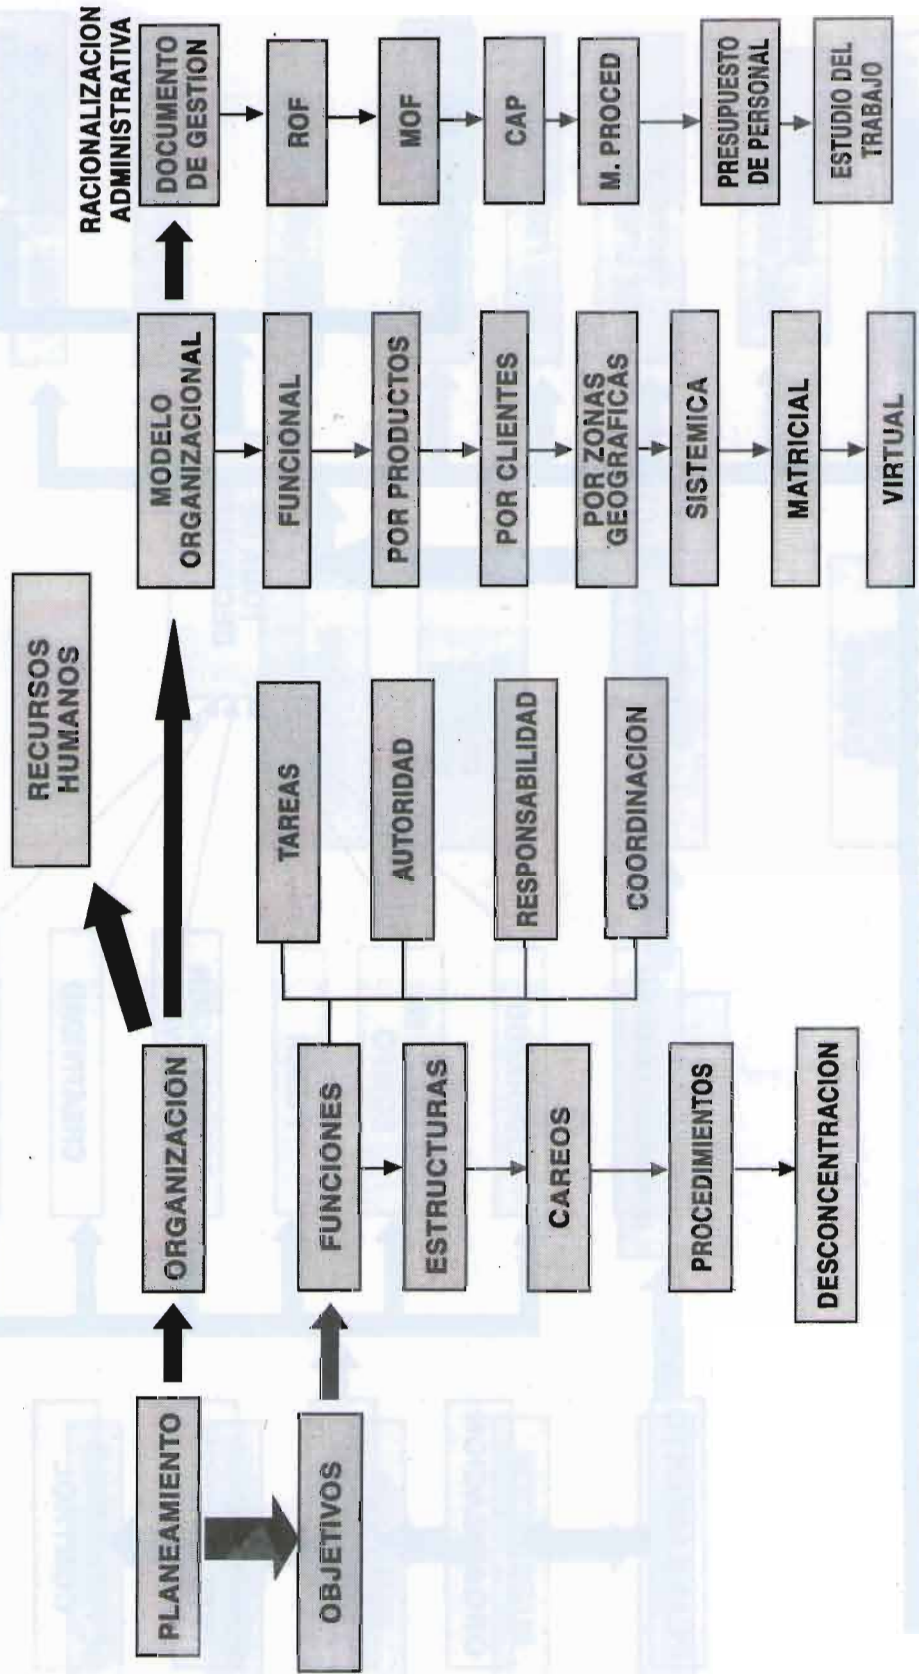 RECURSOS
HUMANOS
RACIONALIZACION
ADMINISTRATIVA
PLANEAMIENTO
ORGANIZACIÓN
MODELO
ORGANIZACIONAL
DOCUMENTO
DE GESTION
OBJETIVOS
FUNCIONES
ESTRUCTURAS
CAREOS
PROCEDIMIENTOS
DESCONCENTRACION
TAREAS
AUTORIDAD
RESPONSABILIDAD
COORDINACION
FUNCIONAL
POR PRODUCTOS
POR CLIENTES
POR ZONAS
GEOGRAFICAS
SISTEMICA
MATRICIAL
VIRTUAL
ROF
MOF
CAP
M. PROCED
PRESUPUESTO
DE PERSONAL
ESTUDIO DEL
TRABAJO